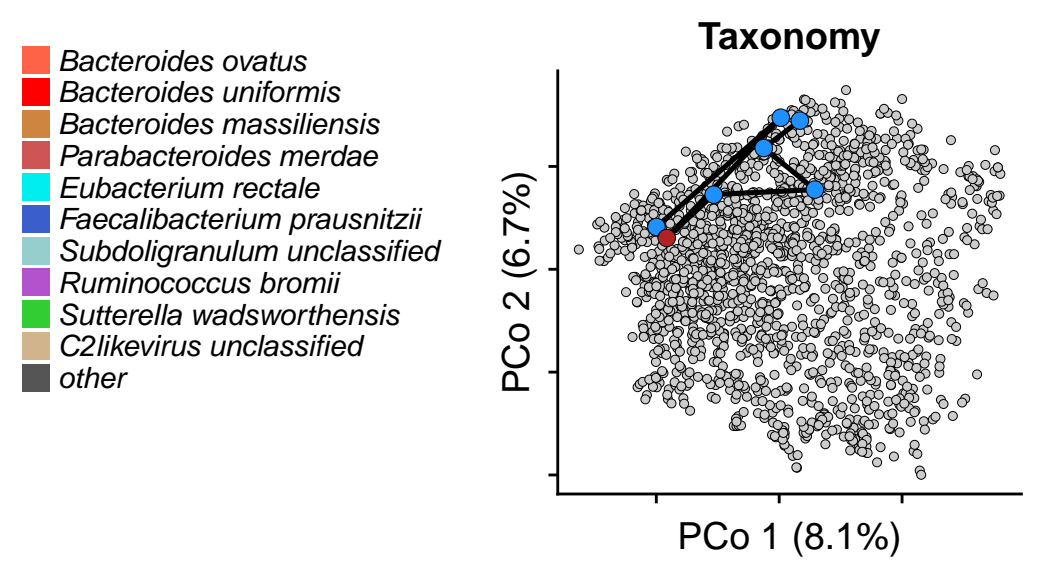 Bacteroides ovatus
Bacteroides uniformis
Bacteroides massiliensis
Parabacteroides merdae
Eubacterium rectale
Faecalibacterium prausnitzii
Subdoligranulum unclassified
Ruminococcus bromii
Sutterella wadsworthensis
C2likevirus unclassified
other
Taxonomy
PCo 2 (6.7%)
PCo 1 (8.1%)